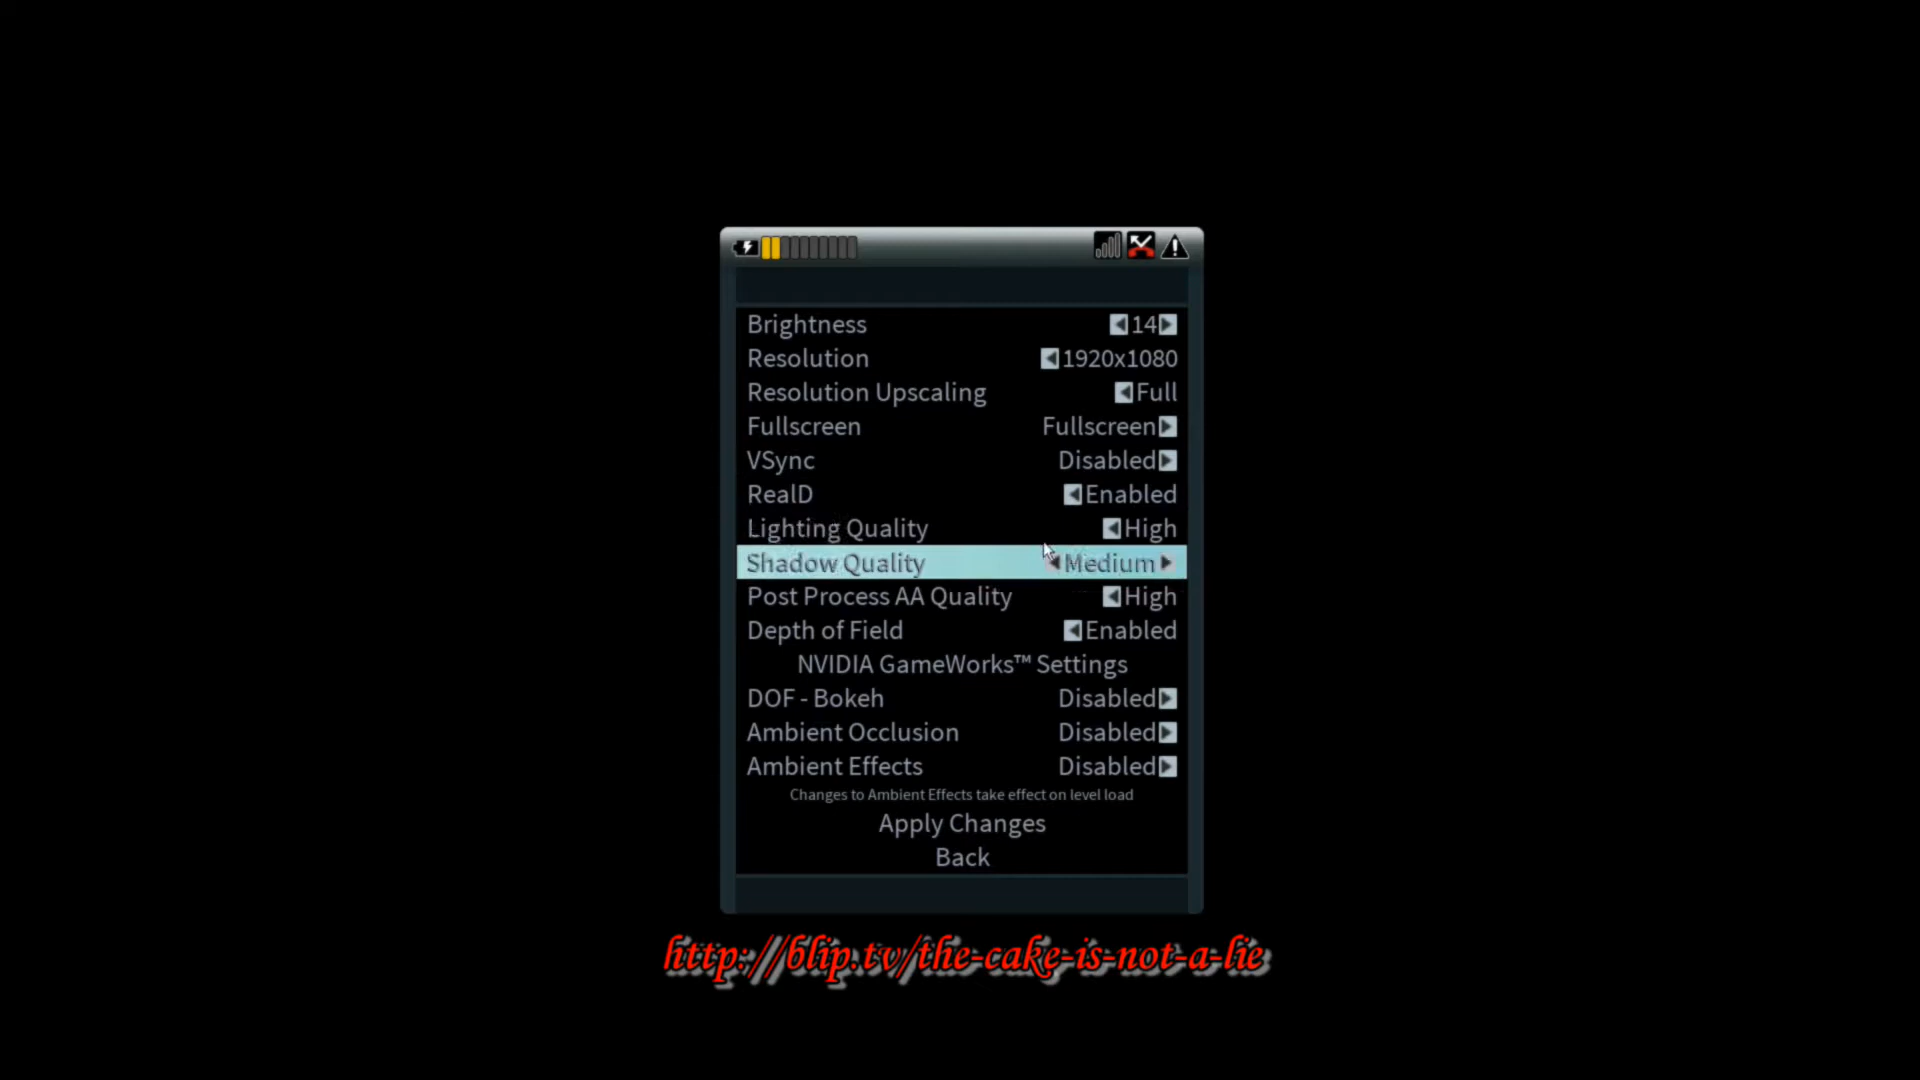 Brightness 14
Resolution 1920x1080
Resolution Upscaling Full
Fullscreen Fullscreen
VSync Disabled
RealD Enabled
Lighting Quality High
Shadow Quality Medium
Post Process AA Quality High
Depth of Field Enabled
NVIDIA GameWorks™ Settings
DOF - Bokeh Disabled
Ambient Occlusion Disabled
Ambient Effects Disabled
Changes to Ambient Effects take effect on level load
Apply Changes
Back
http://blip.tv/the-cake-is-not-a-lie